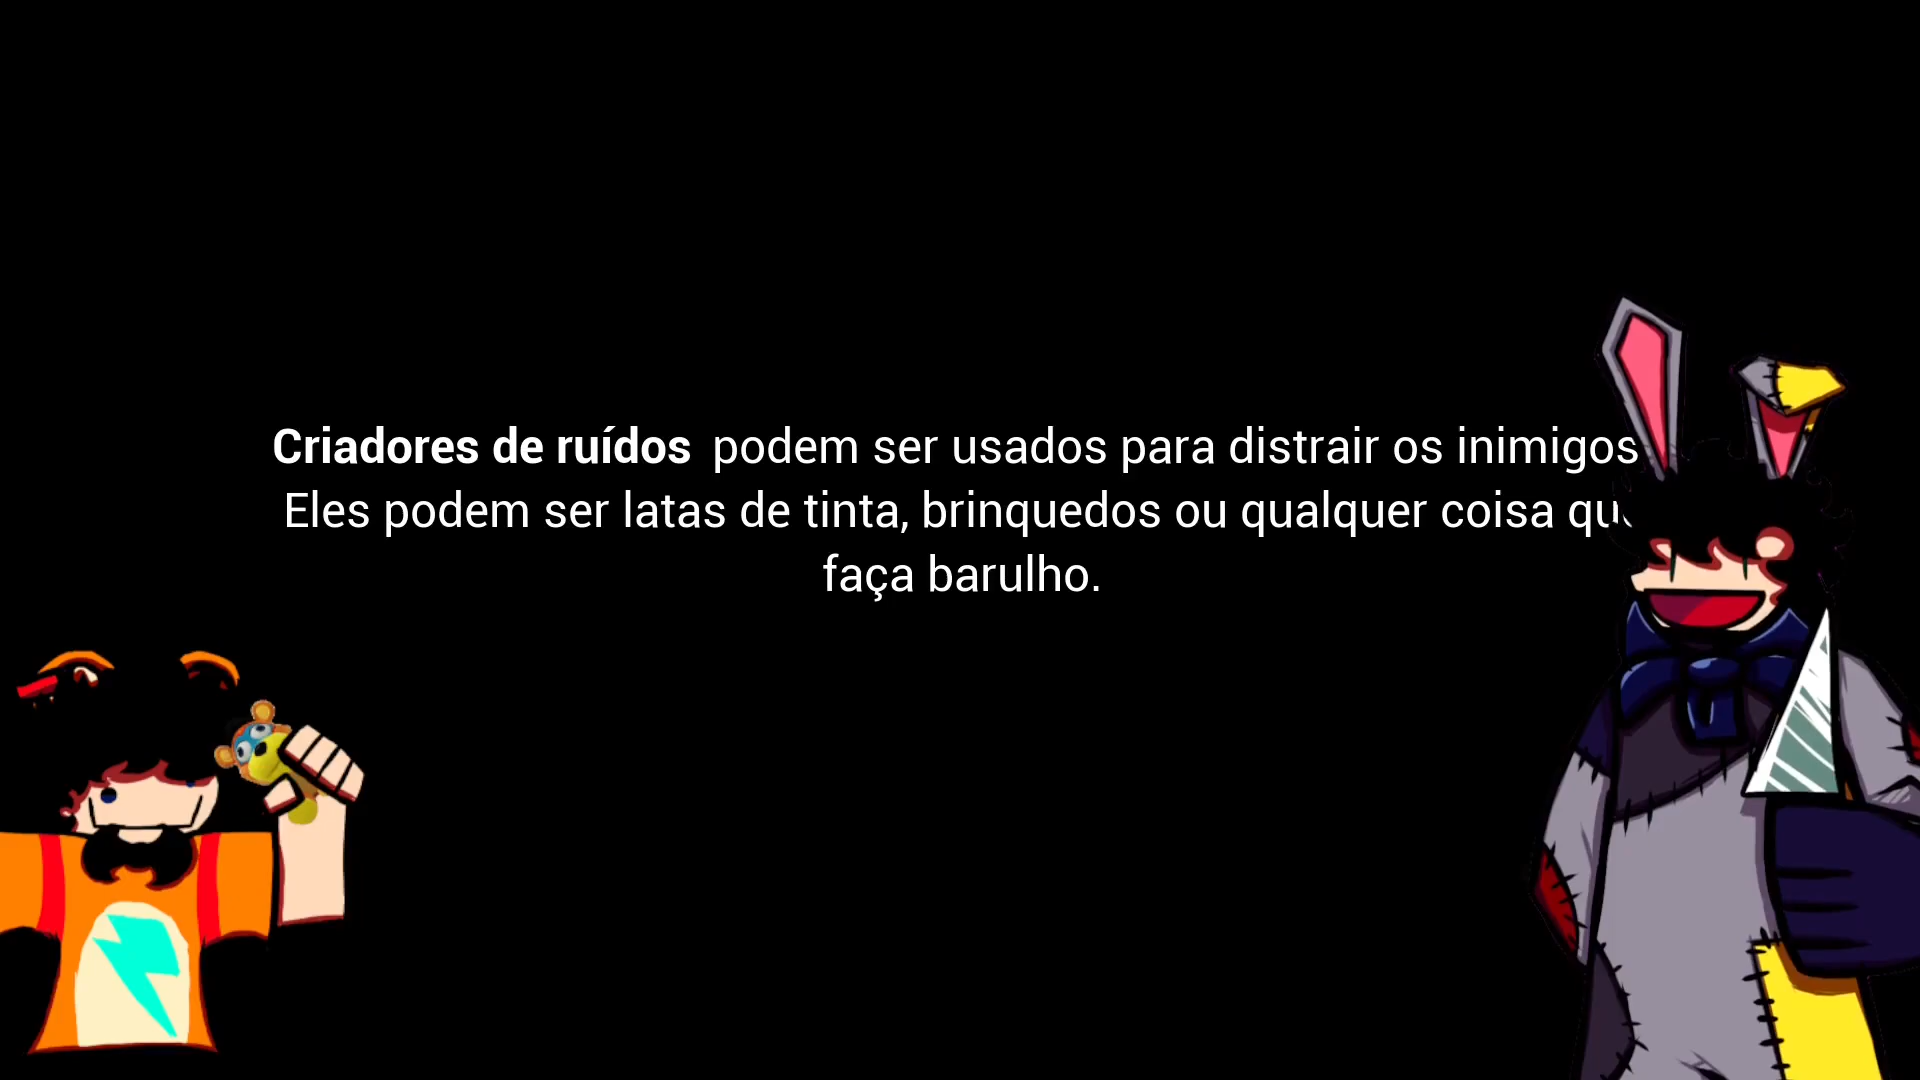 Criadores de ruídos podem ser usados para distrair os inimigos
Eles podem ser latas de tinta, brinquedos ou qualquer coisa
faça barulho.